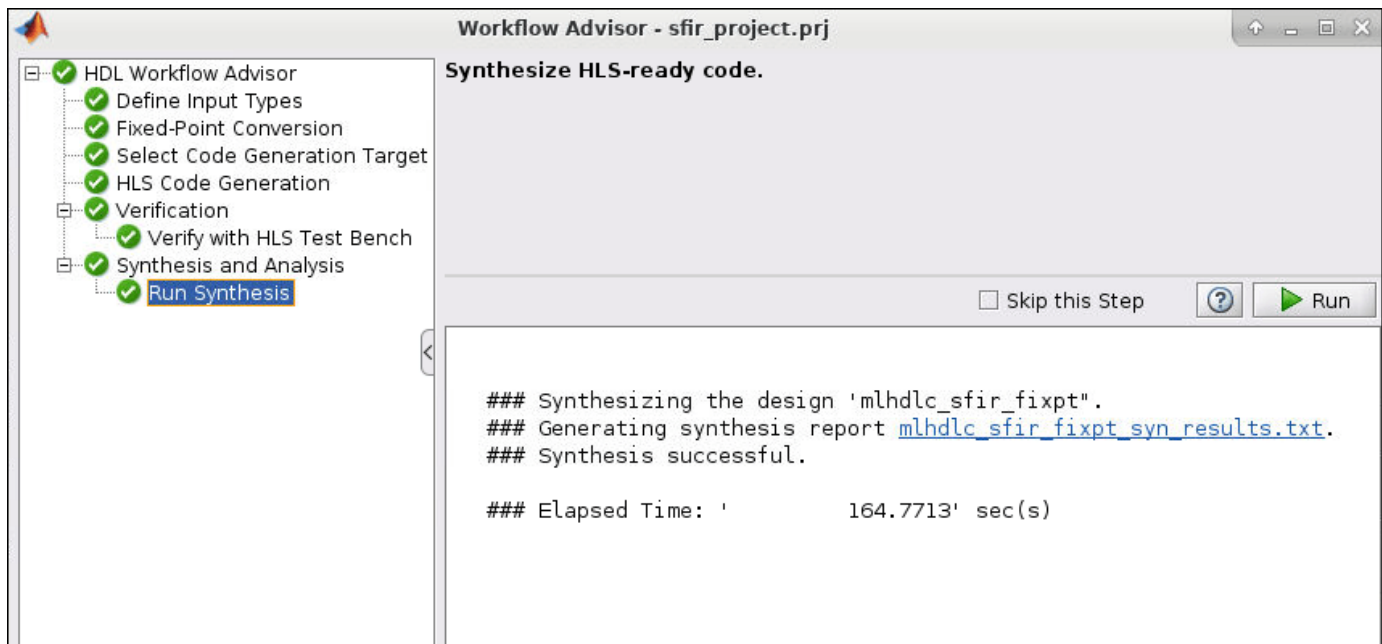 Workflow Advisor - sfir_project.prj
HDL Workflow Advisor
Define Input Types
Fixed-Point Conversion
Select Code Generation Target
HLS Code Generation
Verification
Verify with HLS Test Bench
Synthesis and Analysis
Run Synthesis
Synthesize HLS-ready code.
Skip this Step
? Run
### Synthesizing the design 'mlhdlc_sfir_fixpt".
### Generating synthesis report mlhdlc_sfir_fixpt_syn_results.txt.
### Synthesis successful.
### Elapsed Time: '          164.7713' sec(s)